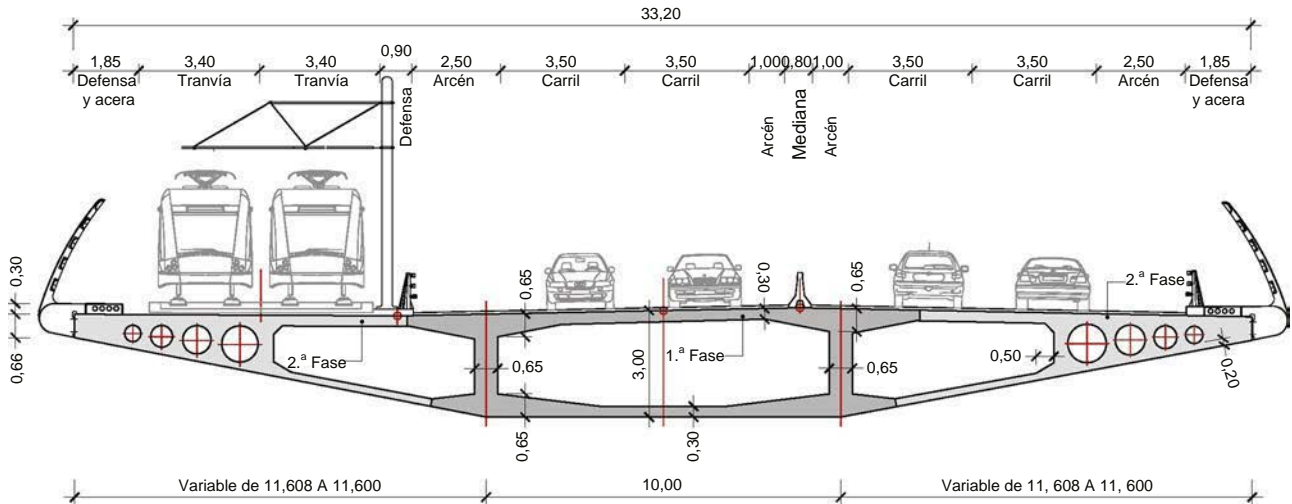 33,20
1,85 3,40 3,40 0,90 2,50 3,50 3,50 1,000 0,80 1,00 3,50 3,50 2,50 1,85
Defensa y acera
Tranvía
Tranvía
Defensa
Arcén
Carril
Carril
Arcén
Mediana
Arcén
Carril
Carril
Arcén
Defensa y acera
0,30
0,66
2.ª Fase
0,65
0,65
0,65
3,00
1.ª Fase
0,30
0,30
0,65
0,65
0,50
2.ª Fase
0,20
Variable de 11,608 A 11,600
10,00
Variable de 11, 608 A 11, 600